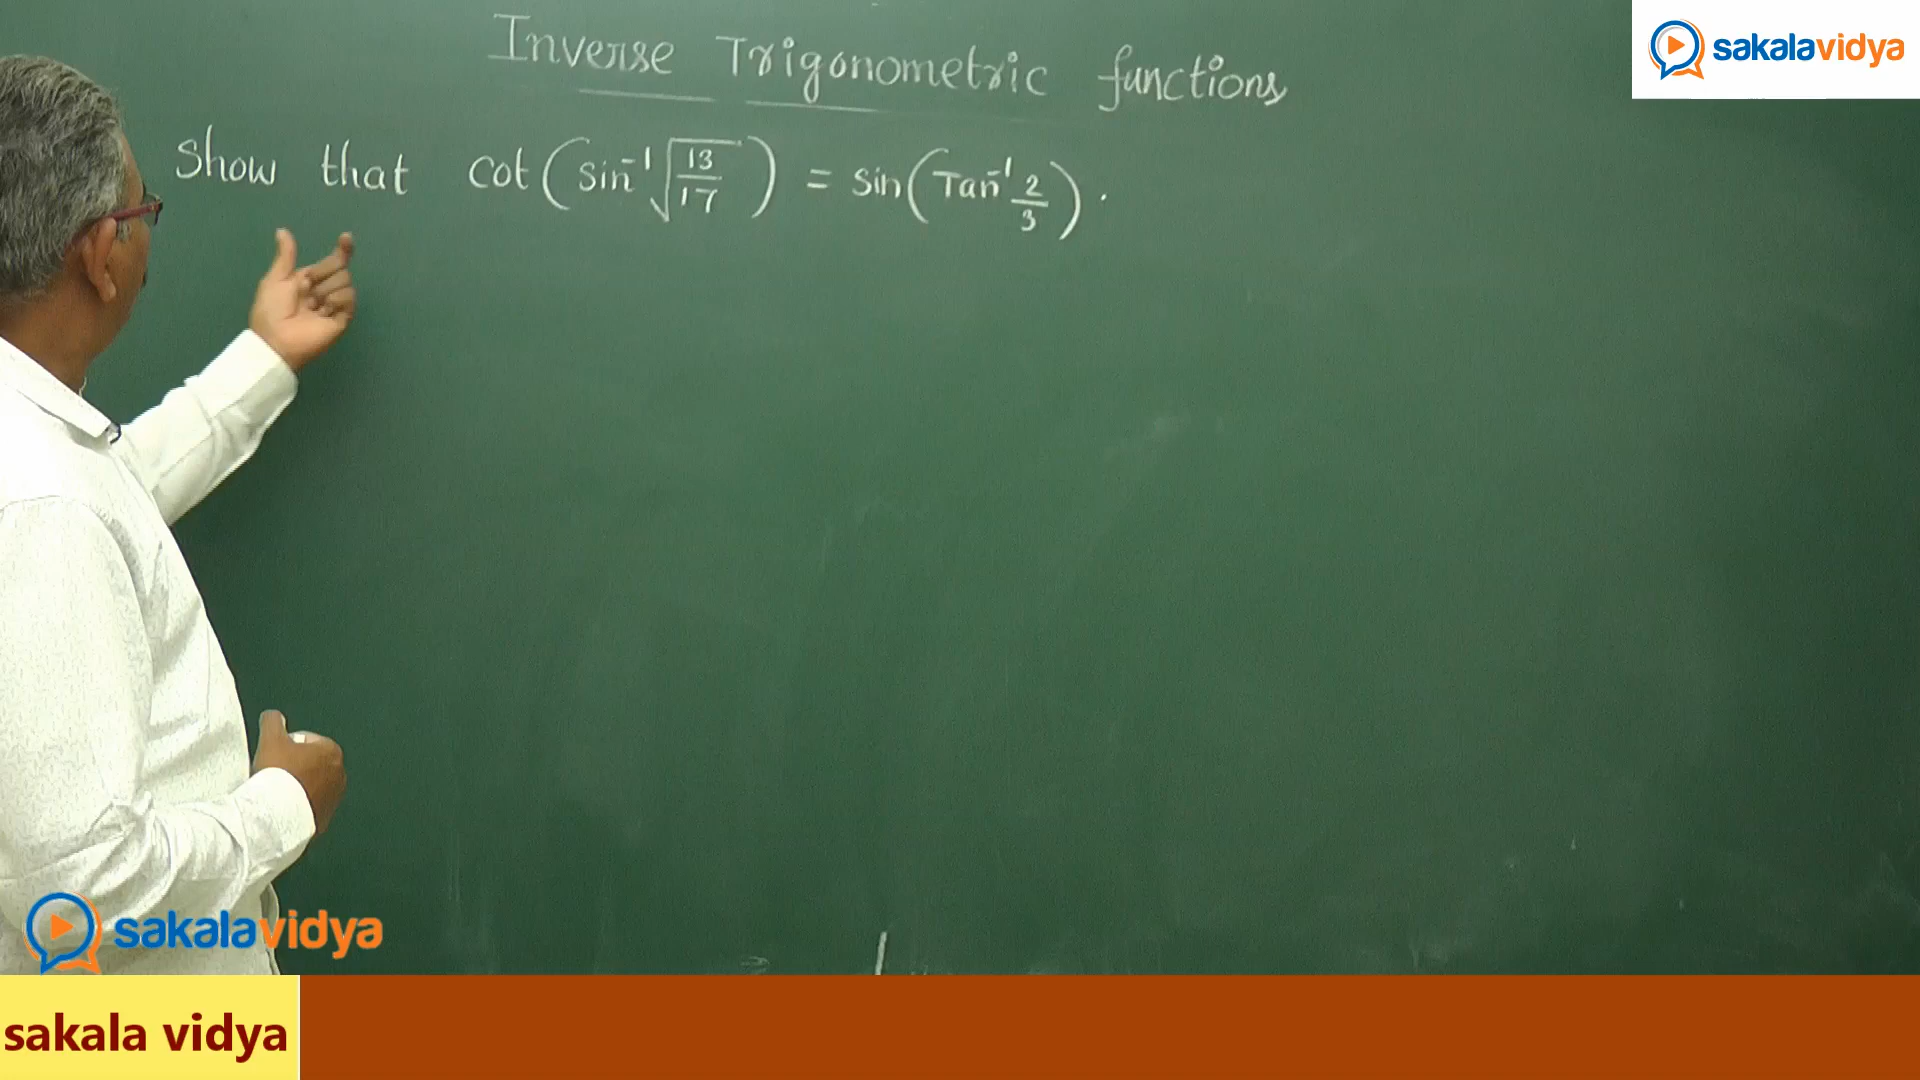 Inverse Trigonometric functions
sakalavidya
Show that cot(sin⁻¹√(13/17)) = sin(Tan⁻¹ 2/3).
sakalavidya
sakala vidya